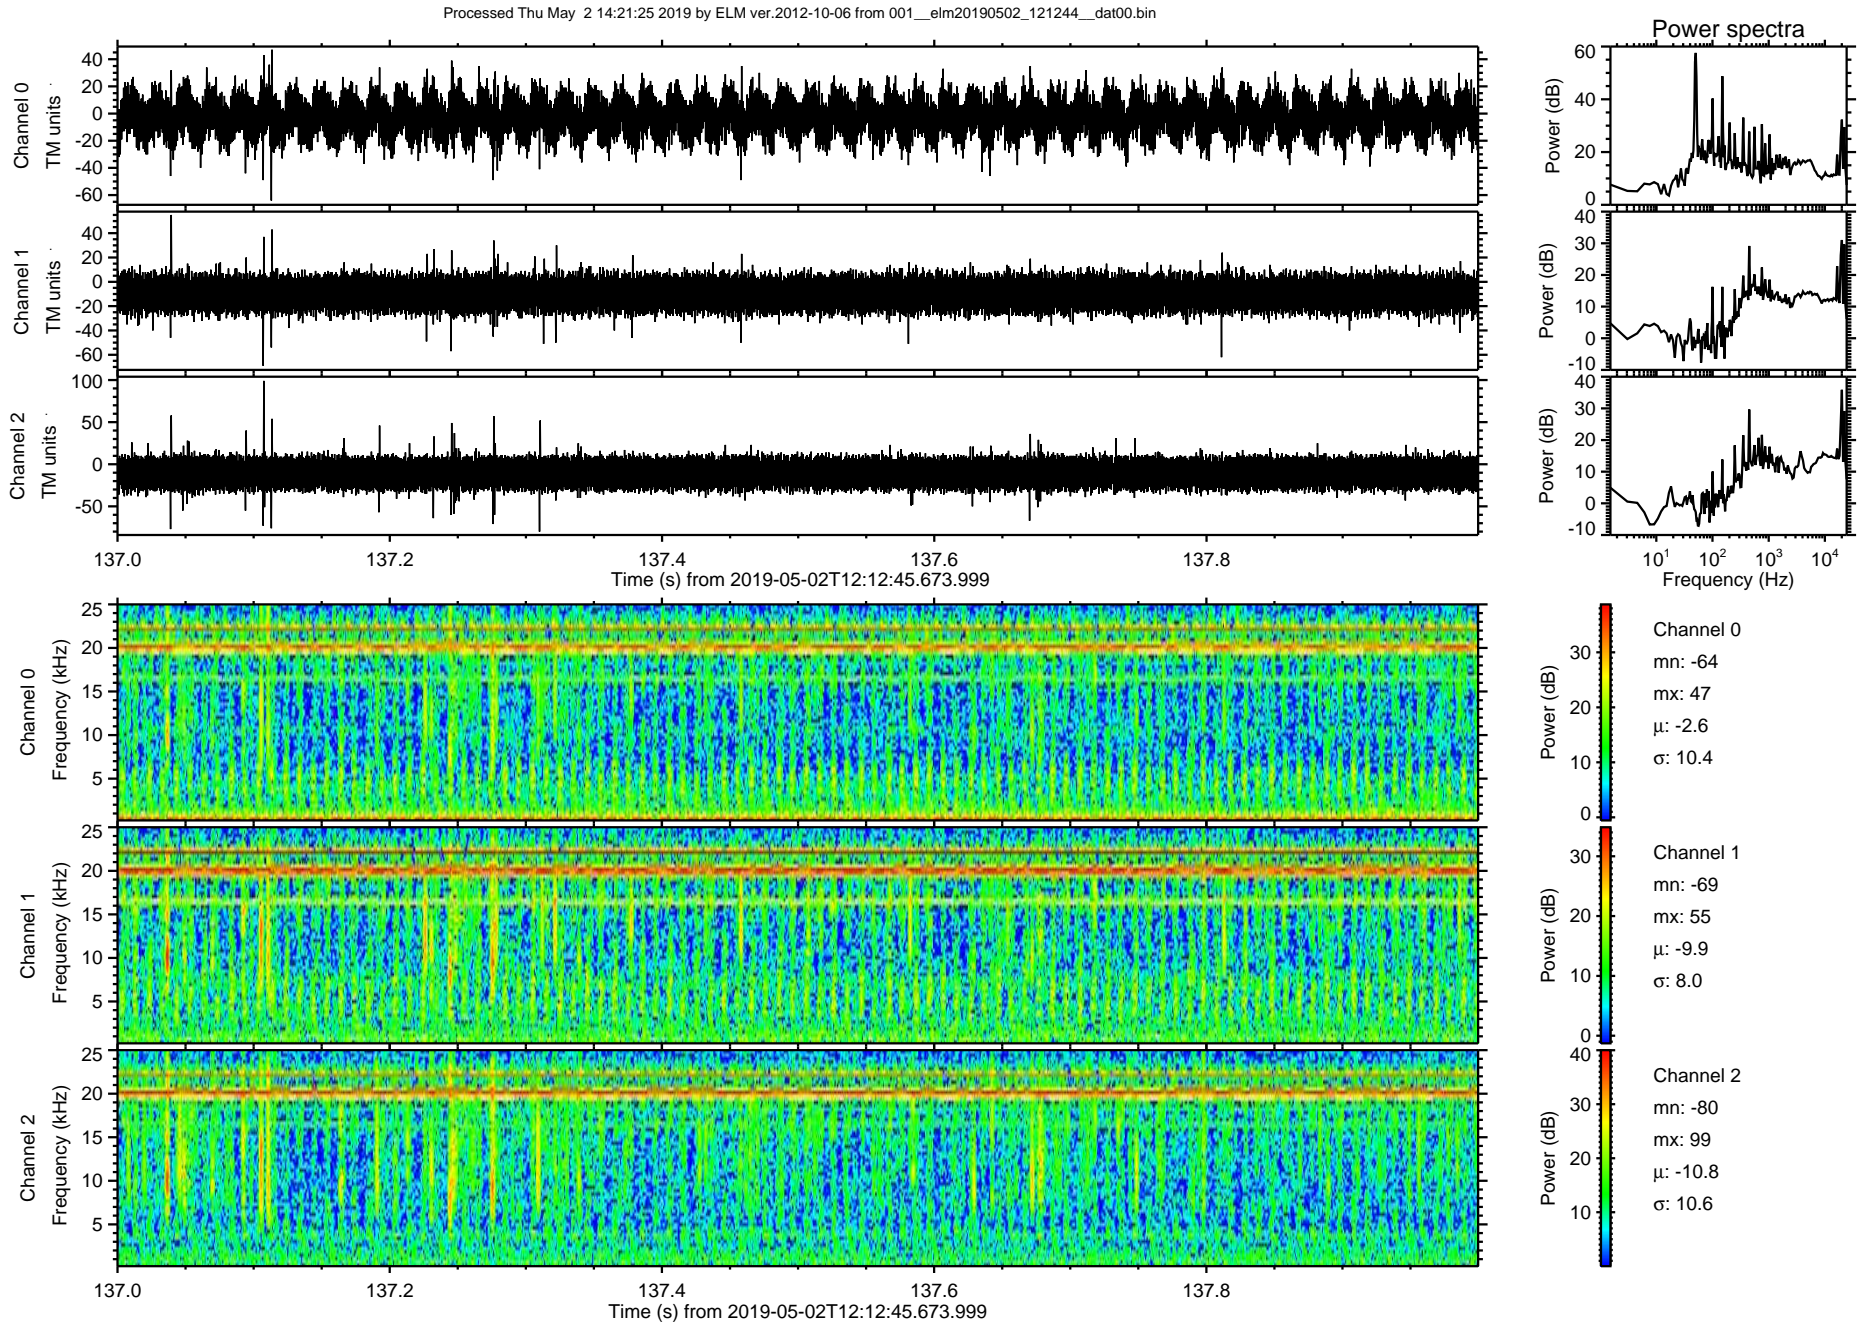 Processed Thu May 2 14:21:25 2019 by ELM ver.2012-10-06 from 001__elm20190502_121244__dat00.bin
Power spectra
Channel 0
TM units
40
20
0
-20
-40
-60
Power (dB)
60
40
20
0
Channel 1
TM units
40
20
0
-20
-40
-60
Power (dB)
40
30
20
10
0
-10
Channel 2
TM units
100
50
0
-50
Power (dB)
40
30
20
10
0
-10
137.0 137.2 137.4 137.6 137.8
Time (s) from 2019-05-02T12:12:45.673.999
10¹ 10² 10³ 10⁴
Frequency (Hz)
Channel 0
Frequency (kHz)
25
20
15
10
5
Power (dB)
30
20
10
0
Channel 0
mn: -64
mx: 47
µ: -2.6
σ: 10.4
Channel 1
Frequency (kHz)
25
20
15
10
5
Power (dB)
30
20
10
0
Channel 1
mn: -69
mx: 55
µ: -9.9
σ: 8.0
Channel 2
Frequency (kHz)
25
20
15
10
5
Power (dB)
40
30
20
10
Channel 2
mn: -80
mx: 99
µ: -10.8
σ: 10.6
137.0 137.2 137.4 137.6 137.8
Time (s) from 2019-05-02T12:12:45.673.999